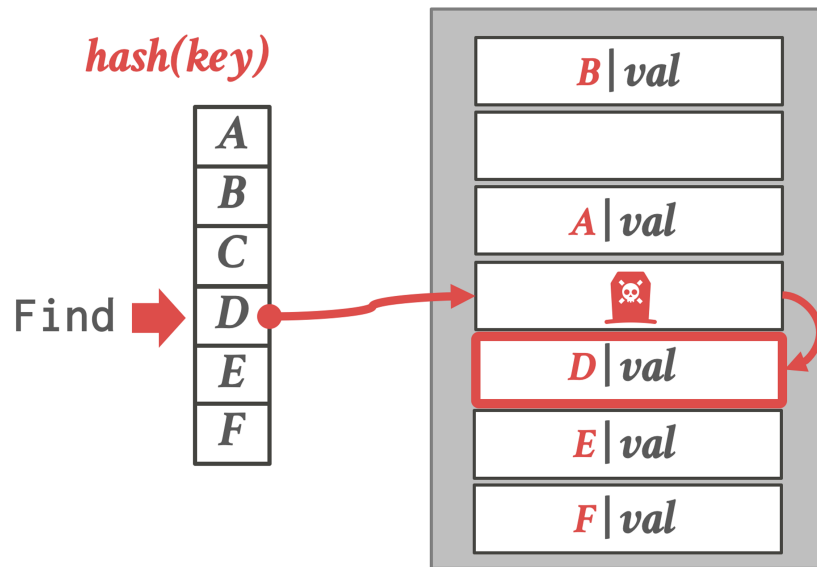 hash(key)
A
B
C
Find D
E
F
B|val
A|val
D|val
E|val
F|val